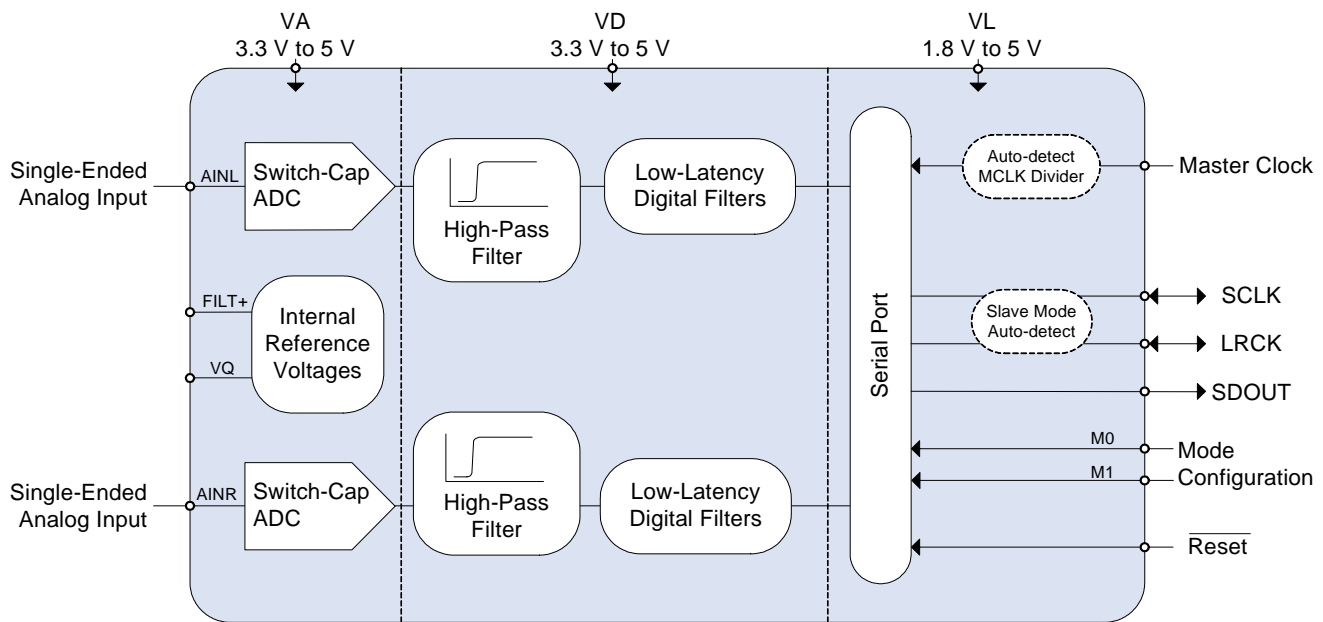 VA
3.3 V to 5 V
VD
3.3 V to 5 V
VL
1.8 V to 5 V
Single-Ended
Analog Input
AINL
Switch-Cap
ADC
High-Pass
Filter
Low-Latency
Digital Filters
Auto-detect
MCLK Divider
Master Clock
FILT+
VQ
Internal
Reference
Voltages
Serial Port
Slave Mode
Auto-detect
SCLK
LRCK
SDOUT
Single-Ended
Analog Input
AINR
Switch-Cap
ADC
High-Pass
Filter
Low-Latency
Digital Filters
M0
M1
Mode
Configuration
Reset